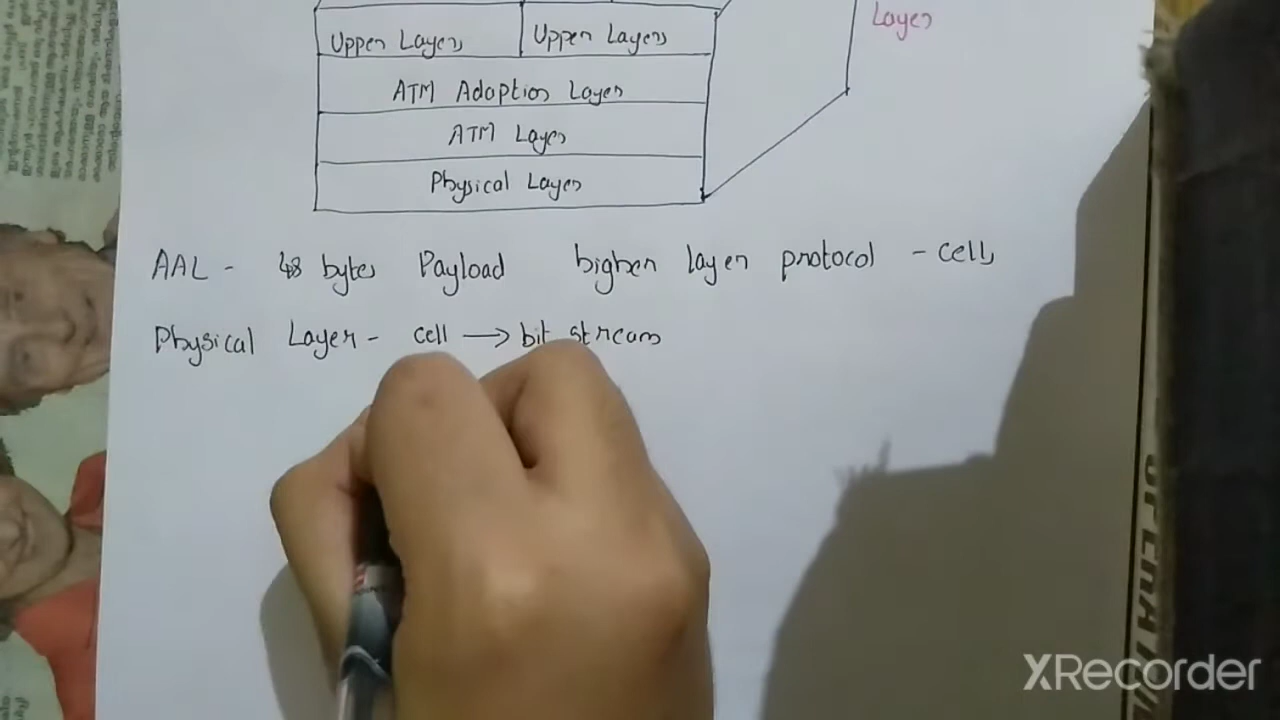 Layer
Upper Layers Upper Layers
ATM Adoption Layer
ATM Layer
Physical Layer
AAL - 48 bytes Payload higher layer protocol - cells
Physical Layer - cell → bit stream
XRecorder